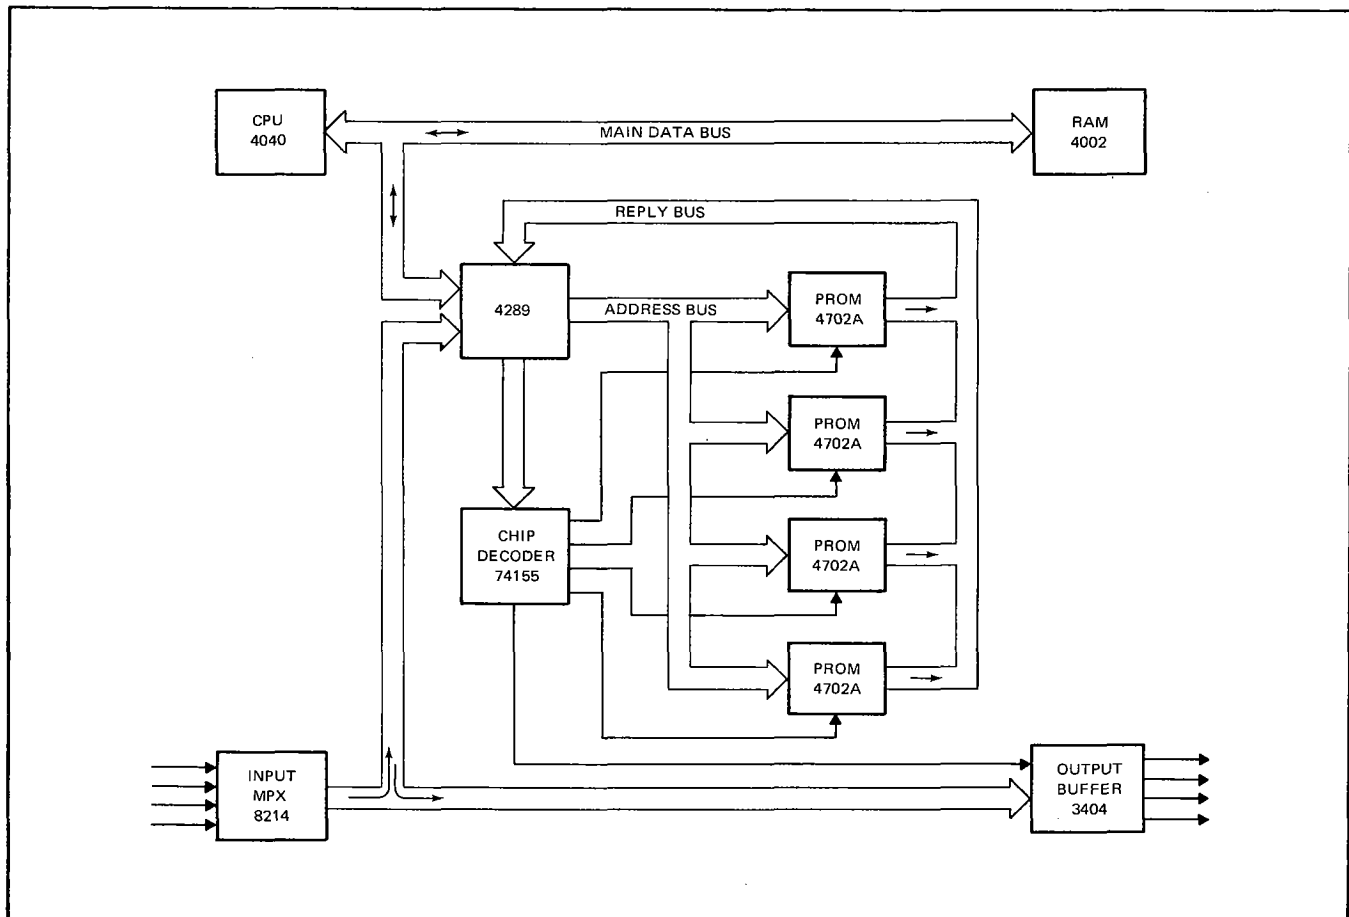 CPU
4040
MAIN DATA BUS
RAM
4002
REPLY BUS
4289
ADDRESS BUS
PROM
4702A
PROM
4702A
CHIP
DECODER
74155
PROM
4702A
PROM
4702A
INPUT
MPX
8214
OUTPUT
BUFFER
3404